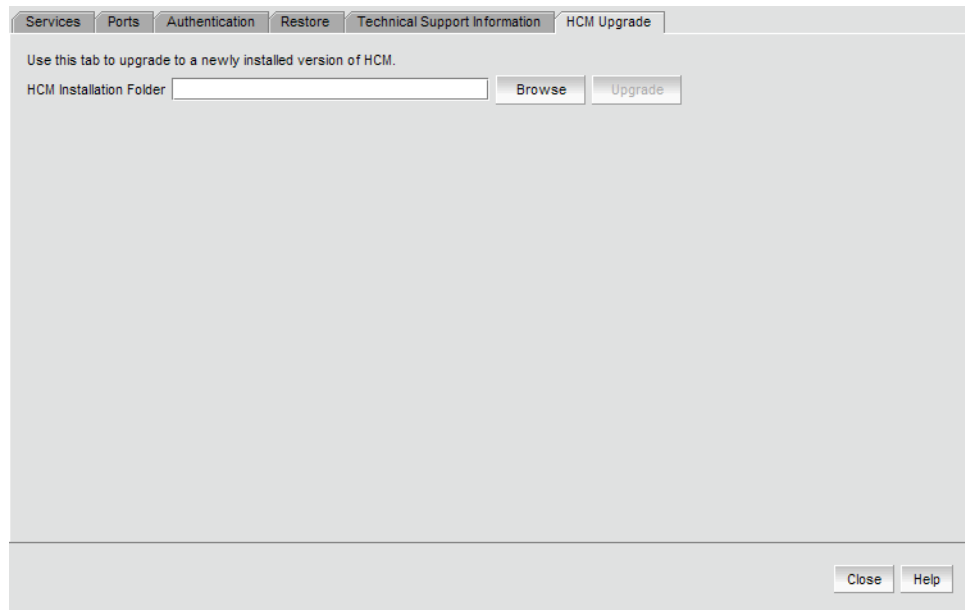 Services Ports Authentication Restore Technical Support Information HCM Upgrade
Use this tab to upgrade to a newly installed version of HCM.
HCM Installation Folder Browse Upgrade
Close Help